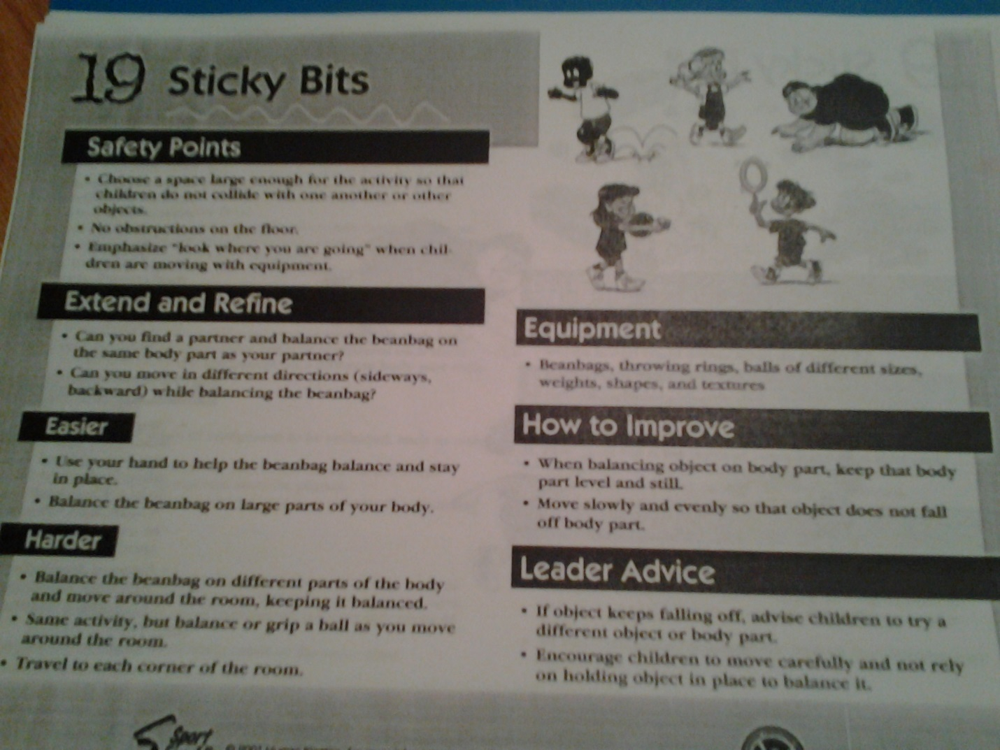 19 Sticky Bits
Safety Points
• Choose a space large enough for the activity so that
children do not collide with one another or other
objects.
• No obstructions on the floor.
• Emphasize "look where you are going" when chil-
dren are moving with equipment.
Extend and Refine
• Can you find a partner and balance the beanbag on
the same body part as your partner?
• Can you move in different directions (sideways,
backward) while balancing the beanbag?
Easier
• Use your hand to help the beanbag balance and stay
in place.
• Balance the beanbag on large parts of your body.
Harder
• Balance the beanbag on different parts of the body
and move around the room, keeping it balanced.
• Same activity, but balance or grip a ball as you move
around the room.
• Travel to each corner of the room.
Equipment
• Beanbags, throwing rings, balls of different sizes,
weights, shapes, and textures
How to Improve
• When balancing object on body part, keep that body
part level and still.
• Move slowly and evenly so that object does not fall
off body part.
Leader Advice
• If object keeps falling off, advise children to try a
different object or body part.
• Encourage children to move carefully and not rely
on holding object in place to balance it.
Sport